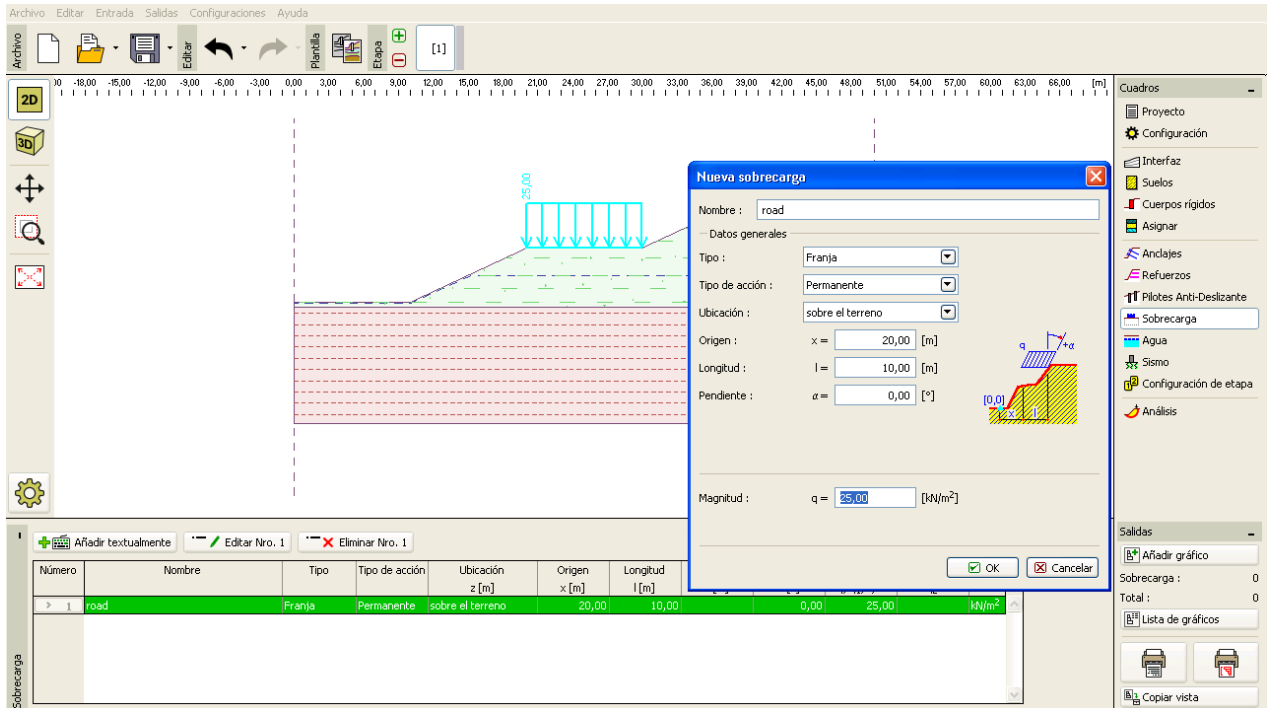 Archivo Editar Entrada Salidas Configuraciones Ayuda
Archivo
Editar
Plantilla
Etapa
[1]
2D
3D
-18,00 -15,00 -12,00 -9,00 -6,00 -3,00 0,00 3,00 6,00 9,00 12,00 15,00 18,00 21,00 24,00 27,00 30,00 33,00 36,00 39,00 42,00 45,00 48,00 51,00 54,00 57,00 60,00 63,00 66,00 [m]
25,00
Nueva sobrecarga
Nombre : road
Datos generales
Tipo : Franja
Tipo de acción : Permanente
Ubicación : sobre el terreno
Origen : x = 20,00 [m]
Longitud : l = 10,00 [m]
Pendiente : α = 0,00 [°]
q +α
[0,0]
x l
Magnitud : q = 25,00 [kN/m²]
OK Cancelar
Cuadros
Proyecto
Configuración
Interfaz
Suelos
Cuerpos rígidos
Asignar
Anclajes
Refuerzos
Pilotes Anti-Deslizante
Sobrecarga
Agua
Sismo
Configuración de etapa
Análisis
Añadir textualmente Editar Nro. 1 Eliminar Nro. 1
Número Nombre Tipo Tipo de acción Ubicación Origen Longitud
z [m] x [m] l [m]
1 road Franja Permanente sobre el terreno 20,00 10,00 0,00 25,00 kN/m²
Sobrecarga
Salidas
Añadir gráfico
Sobrecarga : 0
Total : 0
Lista de gráficos
Copiar vista